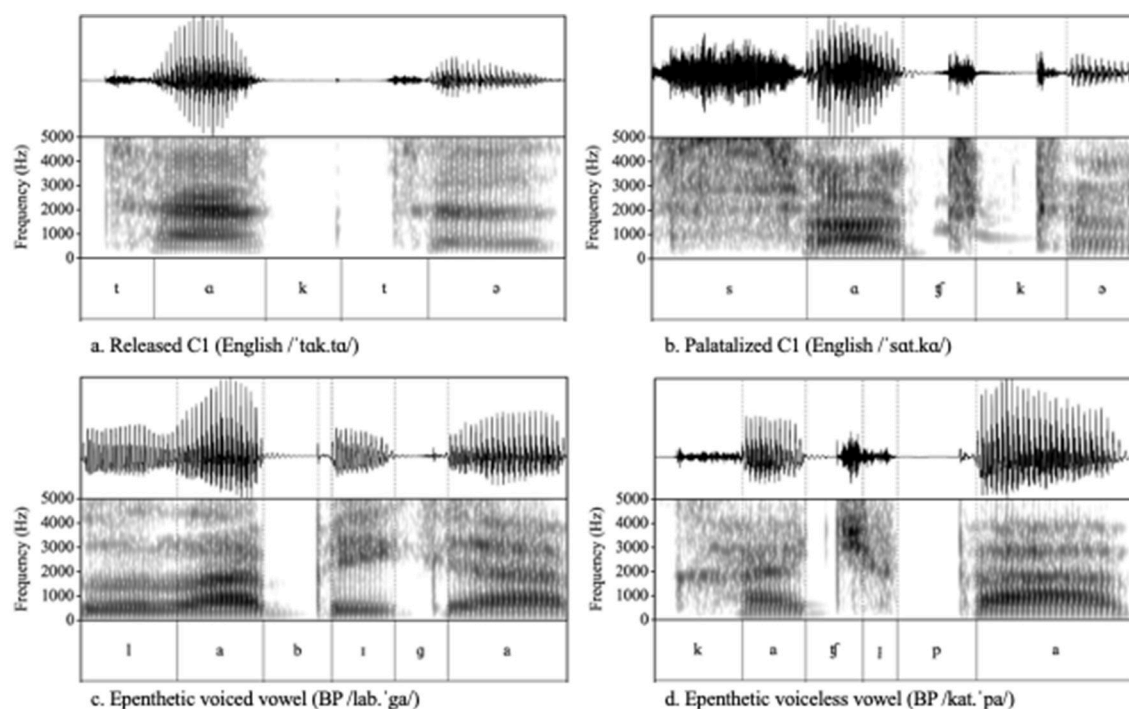 5000
4000
3000
2000
1000
0
Frequency (Hz)
t ɑ k t ə
a. Released C1 (English /ˈtɑk.tɑ/)
5000
4000
3000
2000
1000
0
Frequency (Hz)
s ɑ ʧ k ə
b. Palatalized C1 (English /ˈsɑt.kɑ/)
5000
4000
3000
2000
1000
0
Frequency (Hz)
l a b ɪ g a
c. Epenthetic voiced vowel (BP /lab.ˈga/)
5000
4000
3000
2000
1000
0
Frequency (Hz)
k a ʧ p a
d. Epenthetic voiceless vowel (BP /kat.ˈpa/)